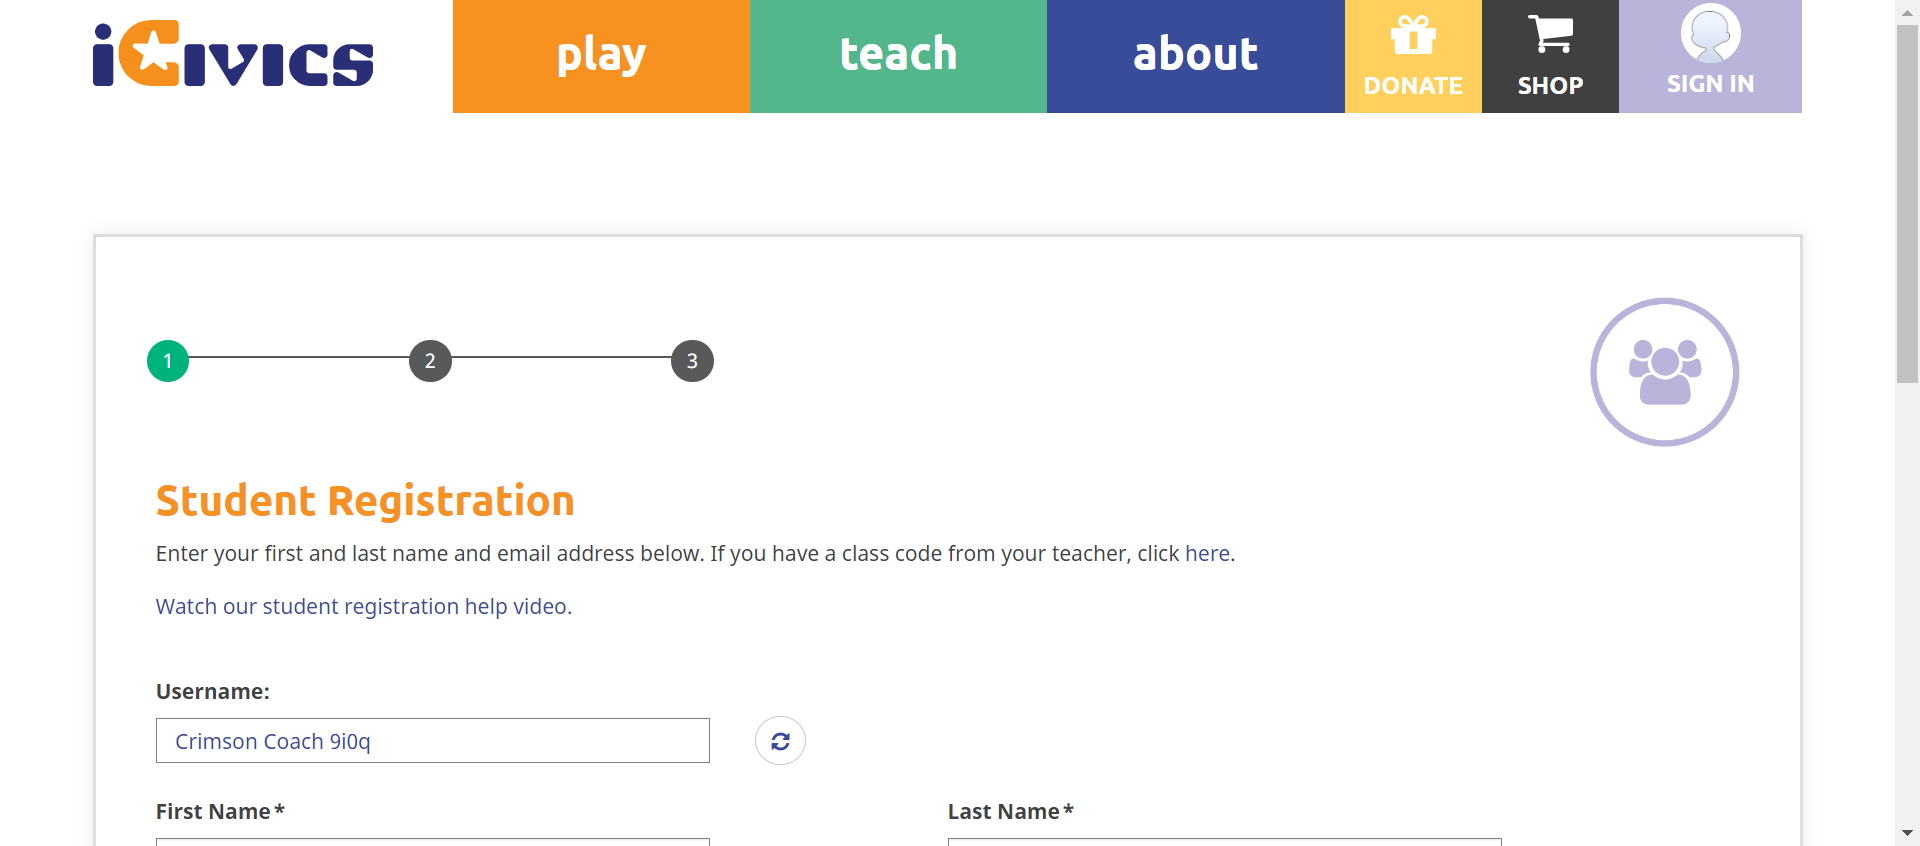 iCivics
play
teach
about
DONATE
SHOP
SIGN IN
1
2
3
Student Registration
Enter your first and last name and email address below. If you have a class code from your teacher, click here.
Watch our student registration help video.
Username:
Crimson Coach 9i0q
First Name*
Last Name*